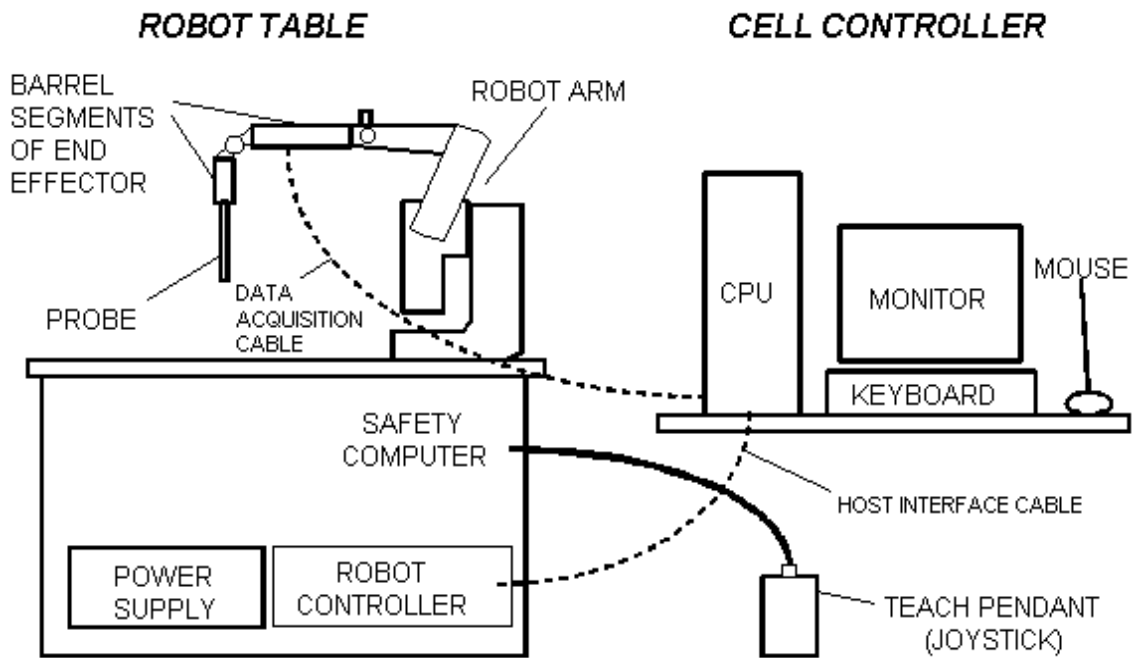 ROBOT TABLE
CELL CONTROLLER
BARREL
SEGMENTS
OF END
EFFECTOR
ROBOT ARM
PROBE
DATA
ACQUISITION
CABLE
CPU
MONITOR
MOUSE
KEYBOARD
SAFETY
COMPUTER
HOST INTERFACE CABLE
POWER
SUPPLY
ROBOT
CONTROLLER
TEACH PENDANT
(JOYSTICK)